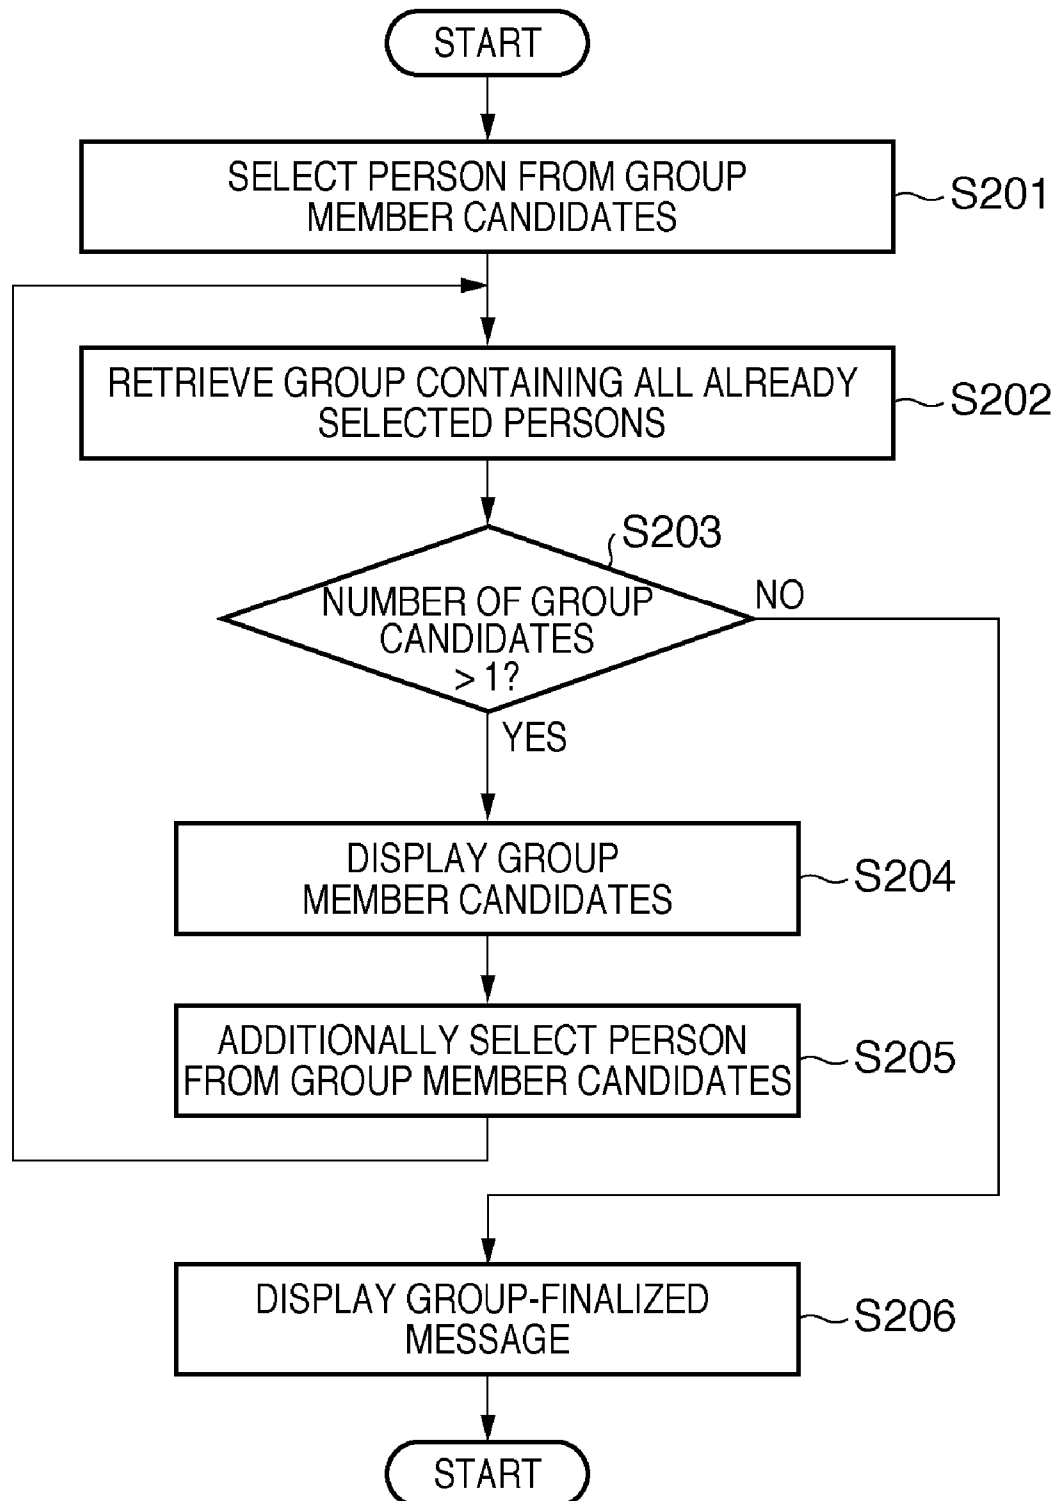 START
SELECT PERSON FROM GROUP
MEMBER CANDIDATES
S201
RETRIEVE GROUP CONTAINING ALL ALREADY
SELECTED PERSONS
S202
S203
NUMBER OF GROUP
CANDIDATES
> 1?
NO
YES
DISPLAY GROUP
MEMBER CANDIDATES
S204
ADDITIONALLY SELECT PERSON
FROM GROUP MEMBER CANDIDATES
S205
DISPLAY GROUP-FINALIZED
MESSAGE
S206
START